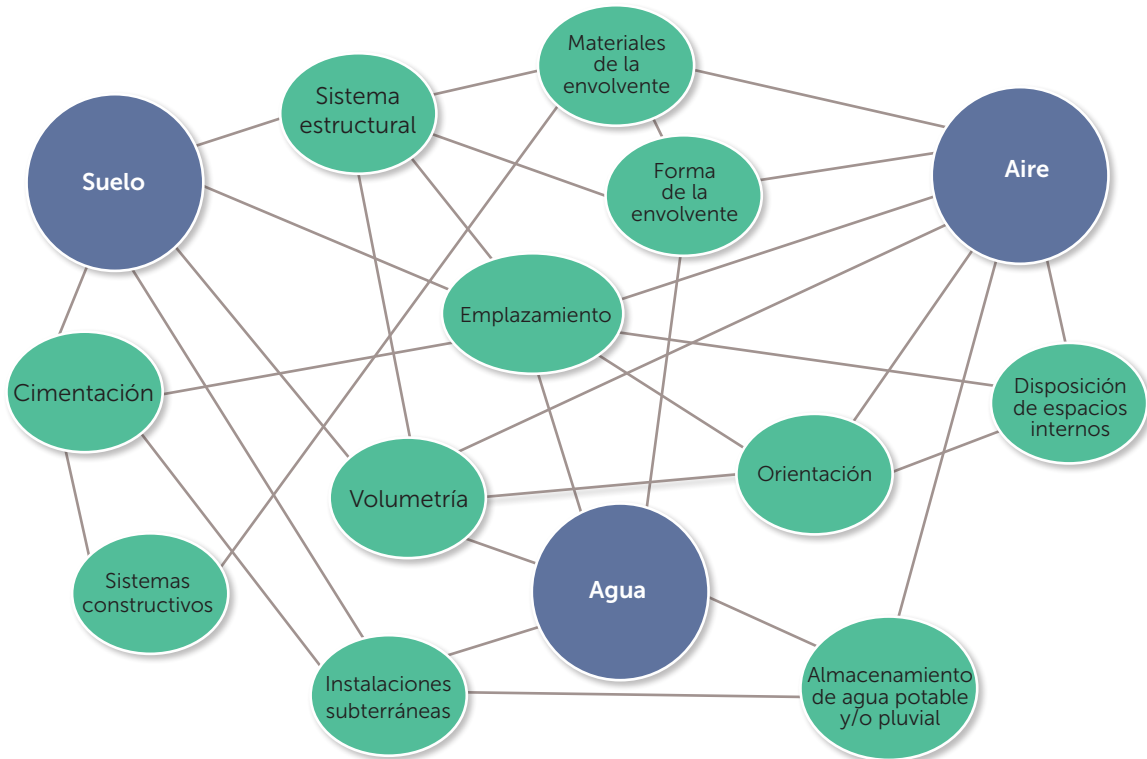 Materiales
de la
envolvente
Sistema
estructural
Suelo
Aire
Forma
de la
envolvente
Emplazamiento
Cimentación
Disposición
de espacios
internos
Volumetría
Orientación
Sistemas
constructivos
Agua
Instalaciones
subterráneas
Almacenamiento
de agua potable
y/o pluvial